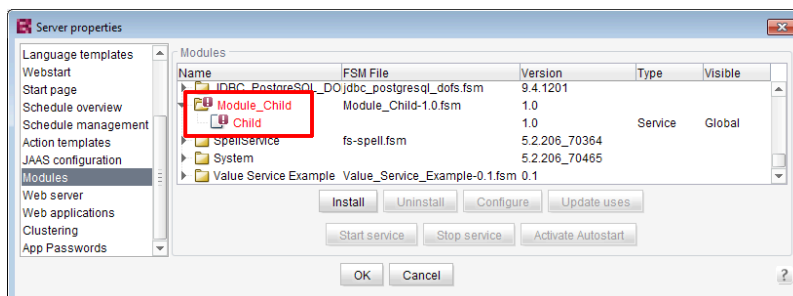 Server properties
Language templates
Webstart
Start page
Schedule overview
Schedule management
Action templates
JAAS configuration
Modules
Web server
Web applications
Clustering
App Passwords
Modules
Name FSM File Version Type Visible
JDBC_PostgreSQL_DO jdbc_postgresql_dofs.fsm 9.4.1201
Module_Child Module_Child-1.0.fsm 1.0
Child 1.0 Service Global
SpellService fs-spell.fsm 5.2.206_70364
System 5.2.206_70465
Value Service Example Value_Service_Example-0.1.fsm 0.1
Install Uninstall Configure Update uses
Start service Stop service Activate Autostart
OK Cancel ?